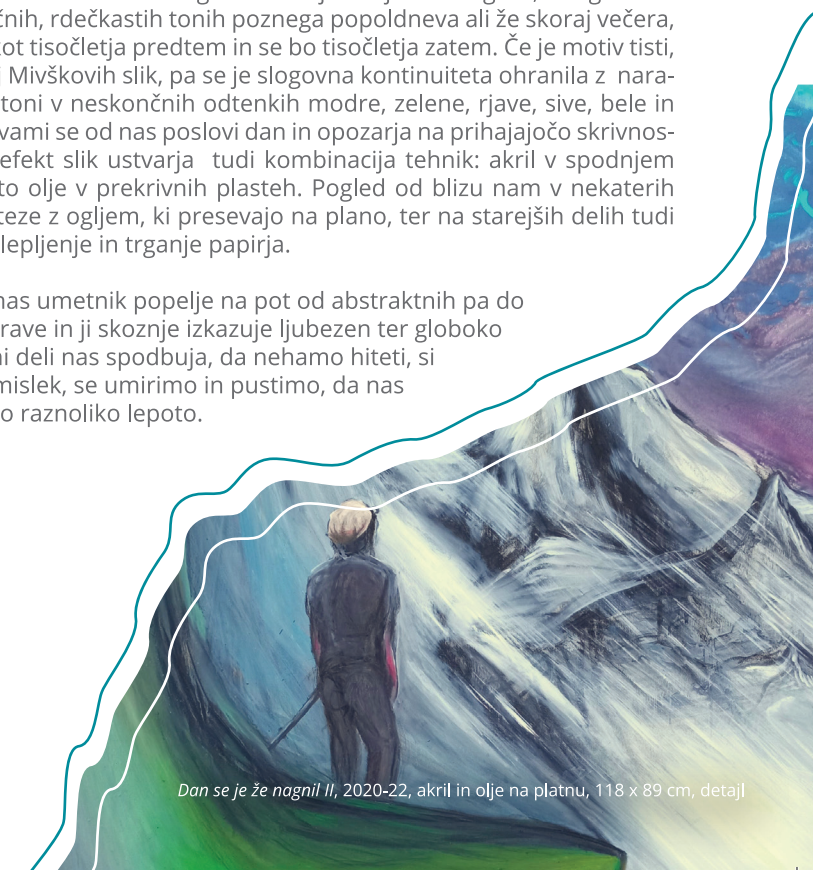 čnih, rdečkastih tonih poznega popoldneva ali že skoraj večera,
kot tisočletja predtem in se bo tisočletja zatem. Če je motiv tisti,
j Mivškovih slik, pa se je slogovna kontinuiteta ohranila z nara-
toni v neskončnih odtenkih modre, zelene, rjave, sive, bele in
vami se od nas poslovi dan in opozarja na prihajajočo skrivnos-
efekt slik ustvarja tudi kombinacija tehnik: akril v spodnjem
to olje v prekrivnih plasteh. Pogled od blizu nam v nekaterih
teze z ogljem, ki presevajo na plano, ter na starejših delih tudi
lepljenje in trganje papirja.
nas umetnik popelje na pot od abstraktnih pa do
rave in ji skoznje izkazuje ljubezen ter globoko
ni deli nas spodbuja, da nehamo hiteti, si
mislek, se umirimo in pustimo, da nas
o raznoliko lepoto.
Dan se je že nagnil II, 2020-22, akril in olje na platnu, 118 x 89 cm, detajl